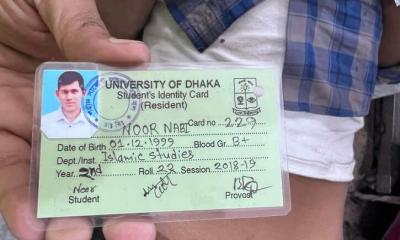 UNIVERSITY OF DHAKA
Student's Identity Card
(Resident)
Card no 229
NOOR NABI
Date of Birth 01.12.1999 Blood Gr. B+
Dept./Inst. Islamic Studies
Year 2nd Roll 22 Session 2018-19
Noor
Student Provost